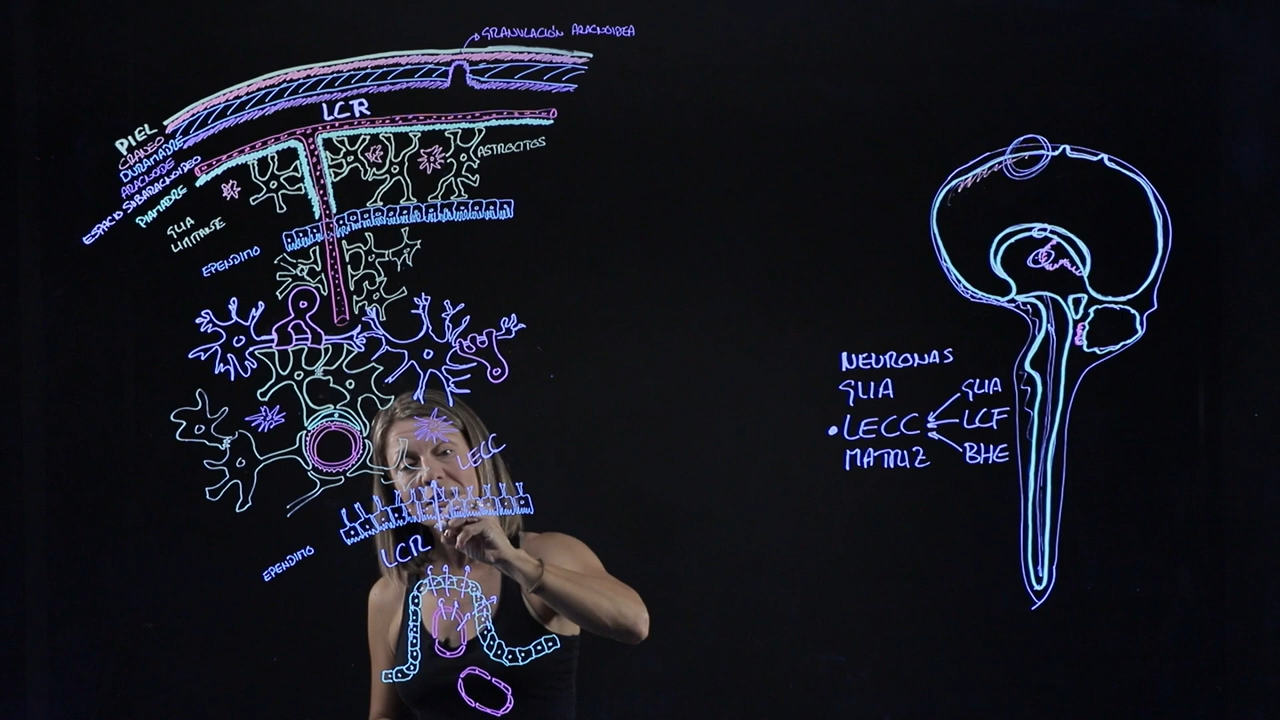 GRANULACIÓN ARACNOIDEA
LCR
PIEL
CRANEO
DURAMADRE
ARACNOIDE
ESPACIO SUBARACNOIDEO
PIAMADRE
GLIA
LIMITANTE
ASTROCITOS
EPENDIMO
LECC
EPENDIMO
LCR
NEURONAS
GLIA
• LECC
MATRIZ
GLIA
LCF
BHE